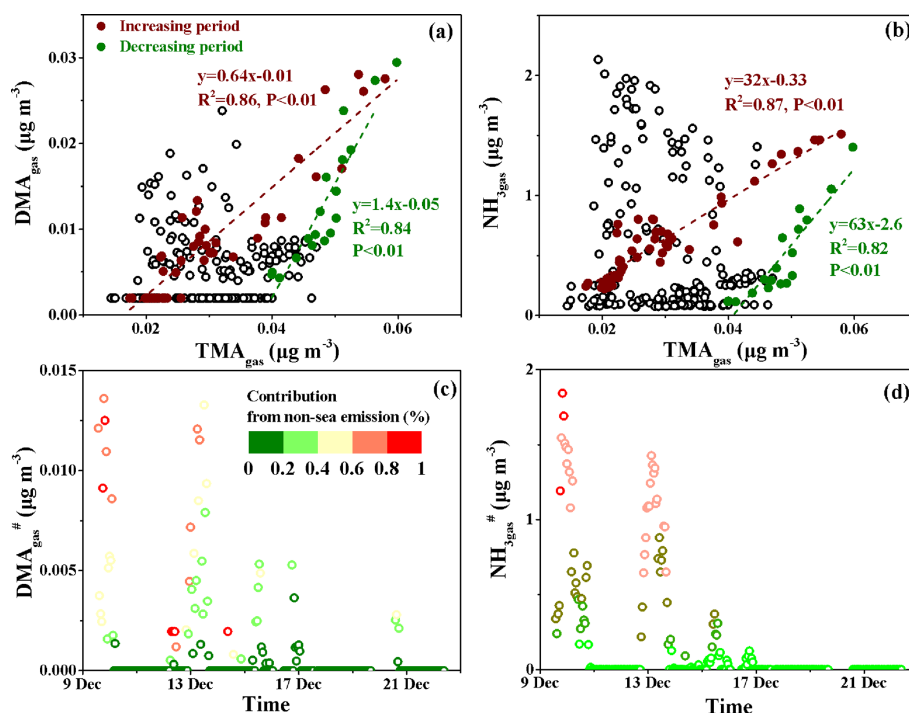 (a)
Increasing period
Decreasing period
y=0.64x-0.01
R²=0.86, P<0.01
y=1.4x-0.05
R²=0.84
P<0.01
DMAgas (µg m⁻³)
0.03
0.02
0.01
0.00
0.02 0.04 0.06
TMAgas (µg m⁻³)
(b)
y=32x-0.33
R²=0.87, P<0.01
y=63x-2.6
R²=0.82
P<0.01
NH3gas (µg m⁻³)
2
1
0
0.02 0.04 0.06
TMAgas (µg m⁻³)
(c)
Contribution
from non-sea emission (%)
0 0.2 0.4 0.6 0.8 1
DMAgas# (µg m⁻³)
0.015
0.010
0.005
0.000
9 Dec 13 Dec 17 Dec 21 Dec
Time
(d)
NH3gas# (µg m⁻³)
2
1
0
9 Dec 13 Dec 17 Dec 21 Dec
Time